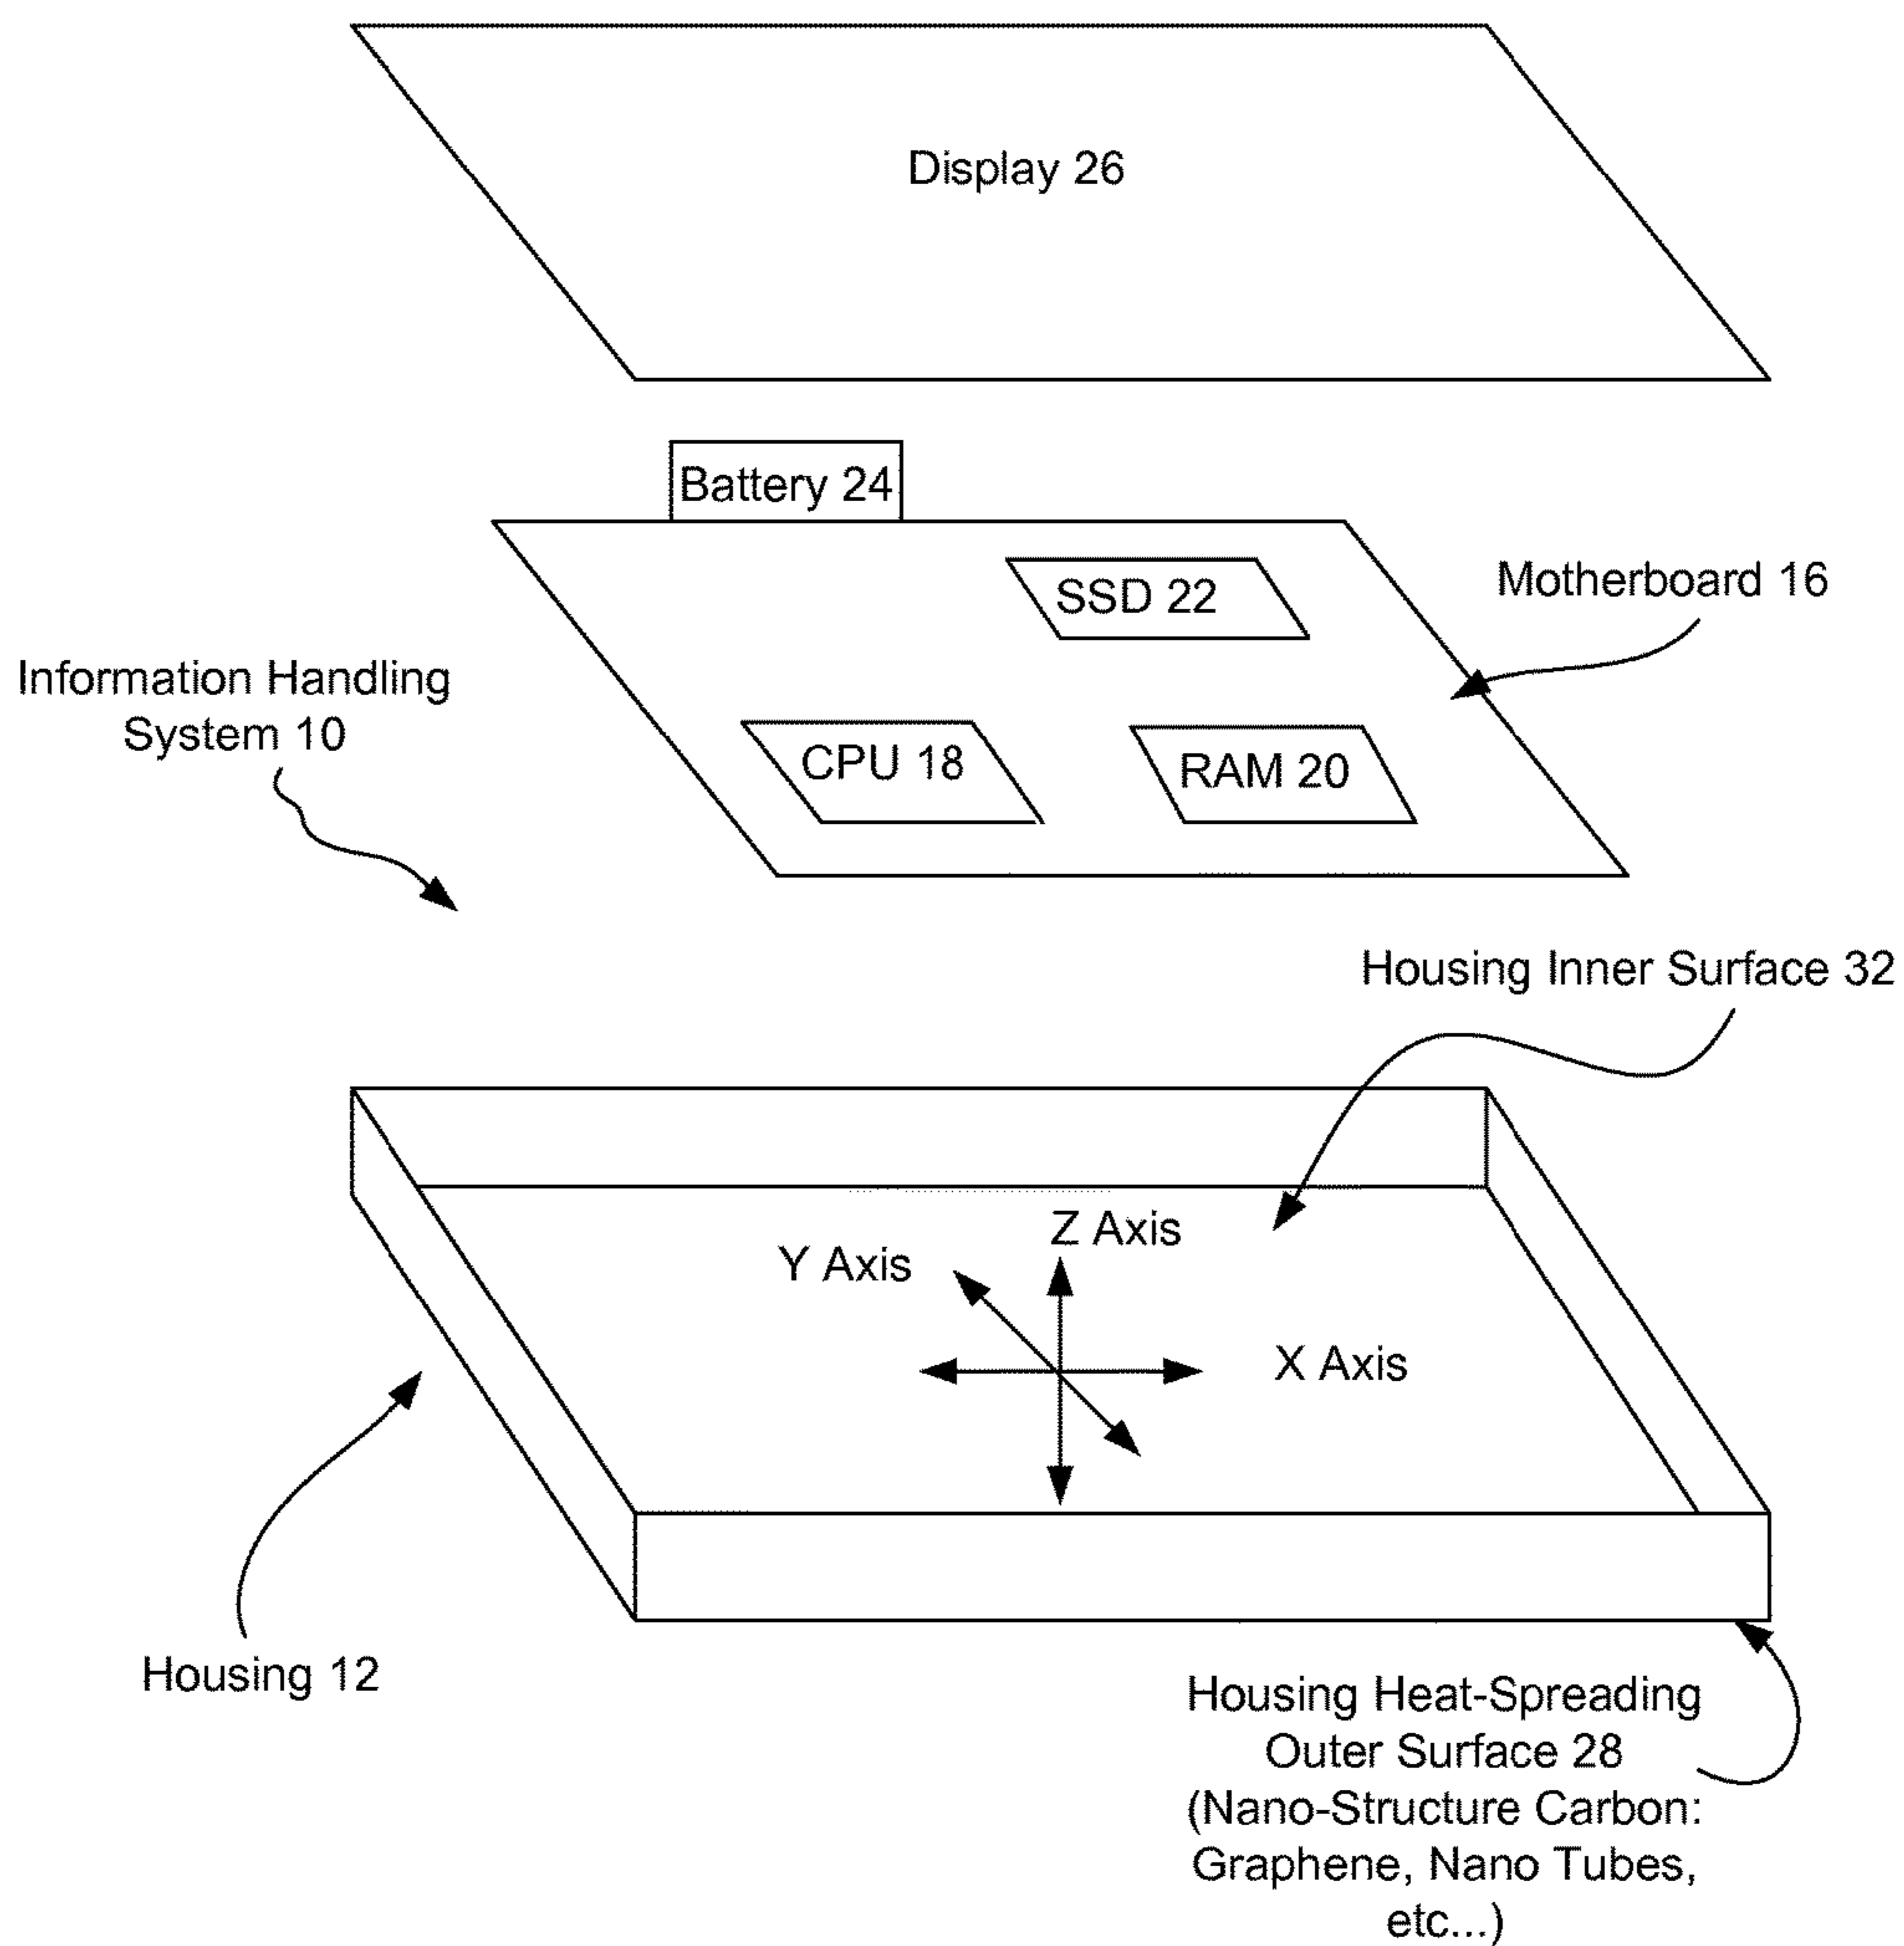 Display 26
Battery 24
SSD 22
Motherboard 16
Information Handling
System 10
CPU 18
RAM 20
Housing Inner Surface 32
Z Axis
Y Axis
X Axis
Housing 12
Housing Heat-Spreading
Outer Surface 28
(Nano-Structure Carbon:
Graphene, Nano Tubes,
etc...)